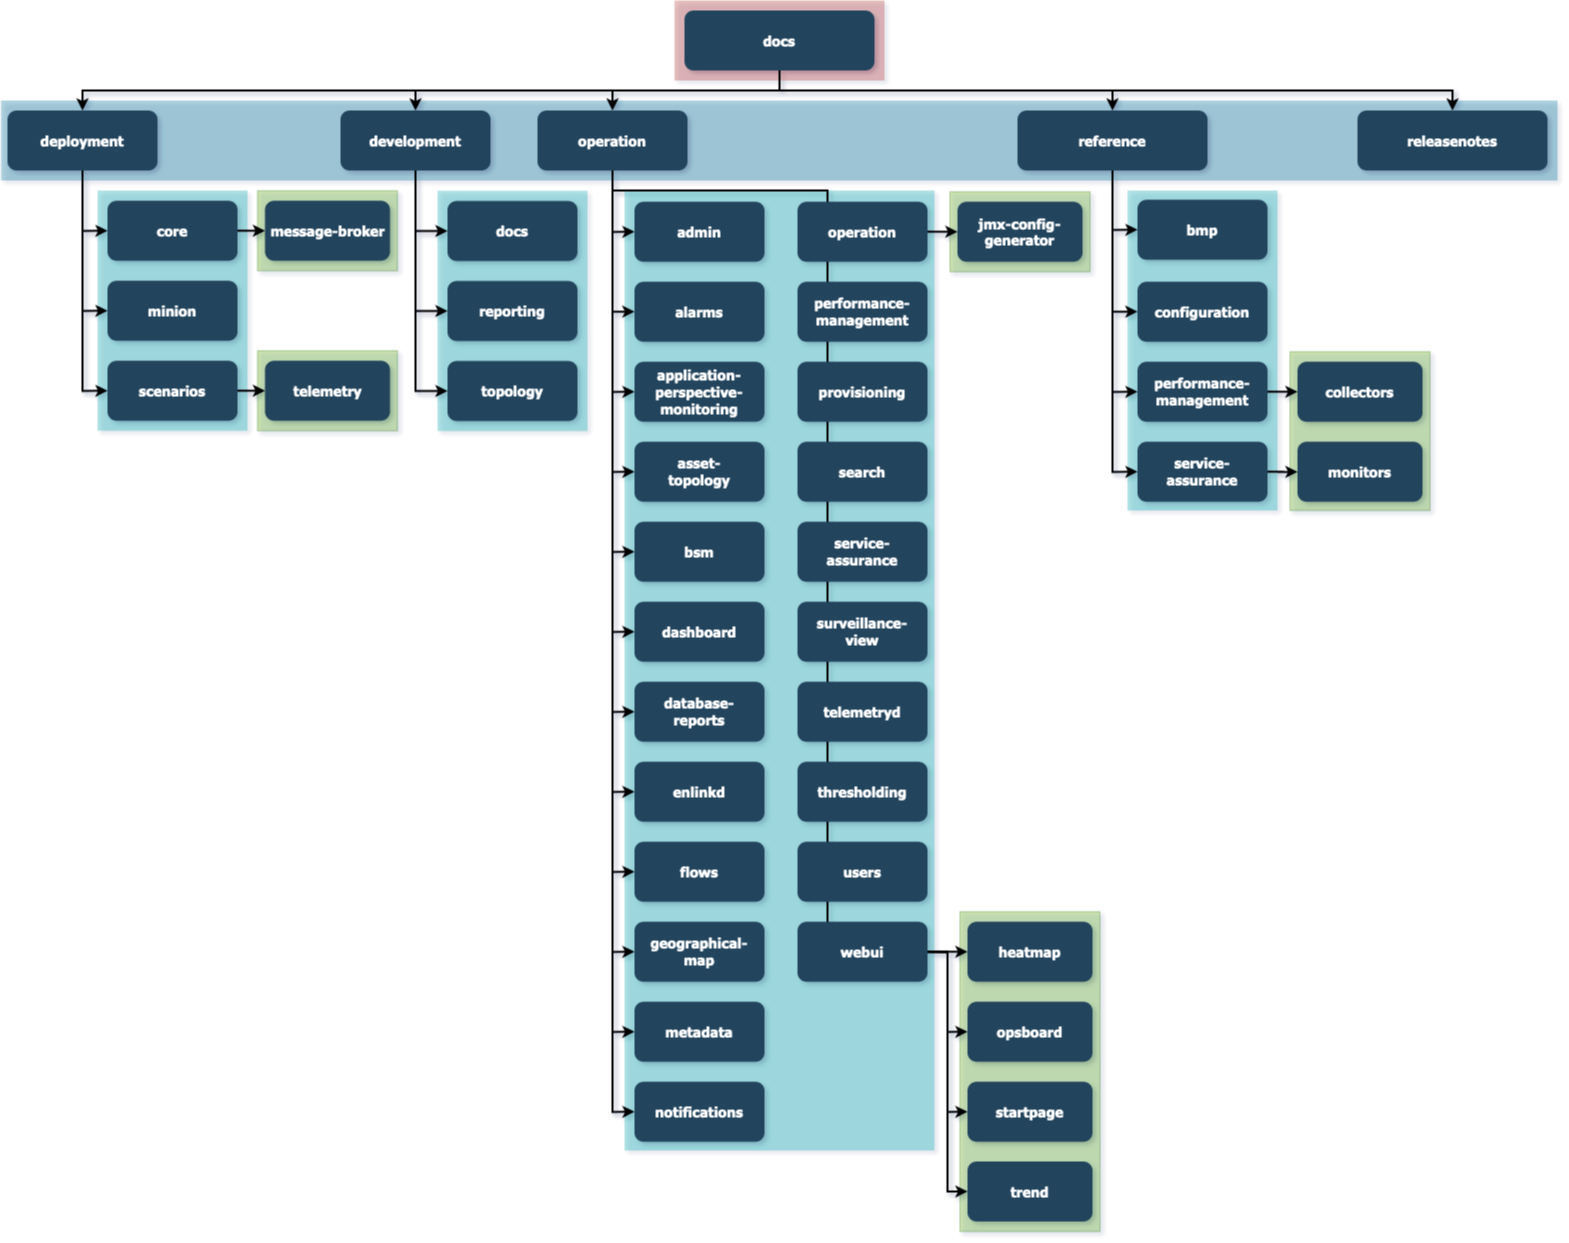 docs
deployment
development
operation
reference
releasenotes
core
message-broker
minion
scenarios
telemetry
docs
reporting
topology
admin
alarms
application-
perspective-
monitoring
asset-
topology
bsm
dashboard
database-
reports
enlinkd
flows
geographical-
map
metadata
notifications
operation
jmx-config-
generator
performance-
management
provisioning
search
service-
assurance
surveillance-
view
telemetryd
thresholding
users
webui
heatmap
opsboard
startpage
trend
bmp
configuration
performance-
management
collectors
service-
assurance
monitors